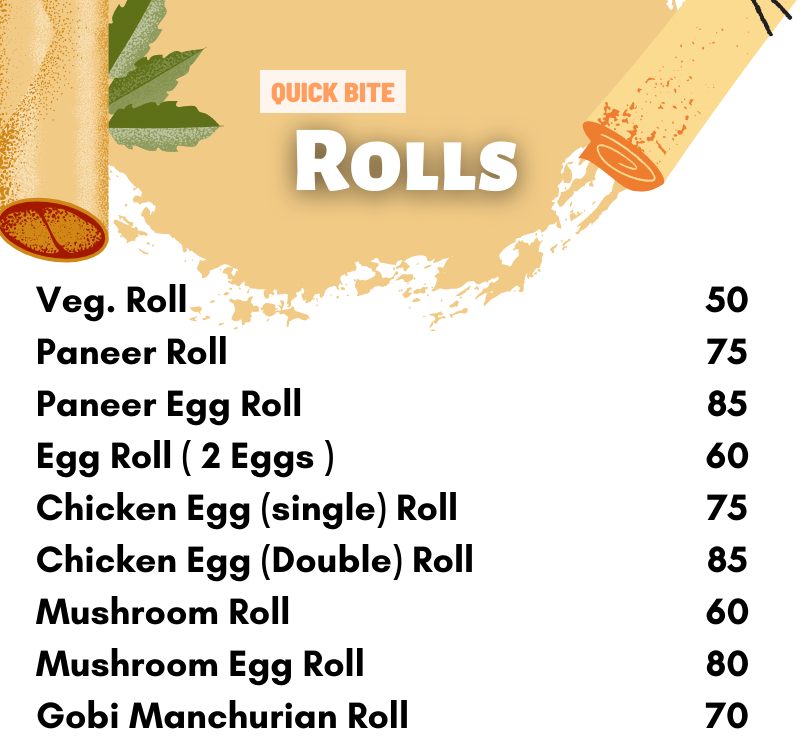 QUICK BITE
ROLLS
Veg. Roll 50
Paneer Roll 75
Paneer Egg Roll 85
Egg Roll ( 2 Eggs ) 60
Chicken Egg (single) Roll 75
Chicken Egg (Double) Roll 85
Mushroom Roll 60
Mushroom Egg Roll 80
Gobi Manchurian Roll 70